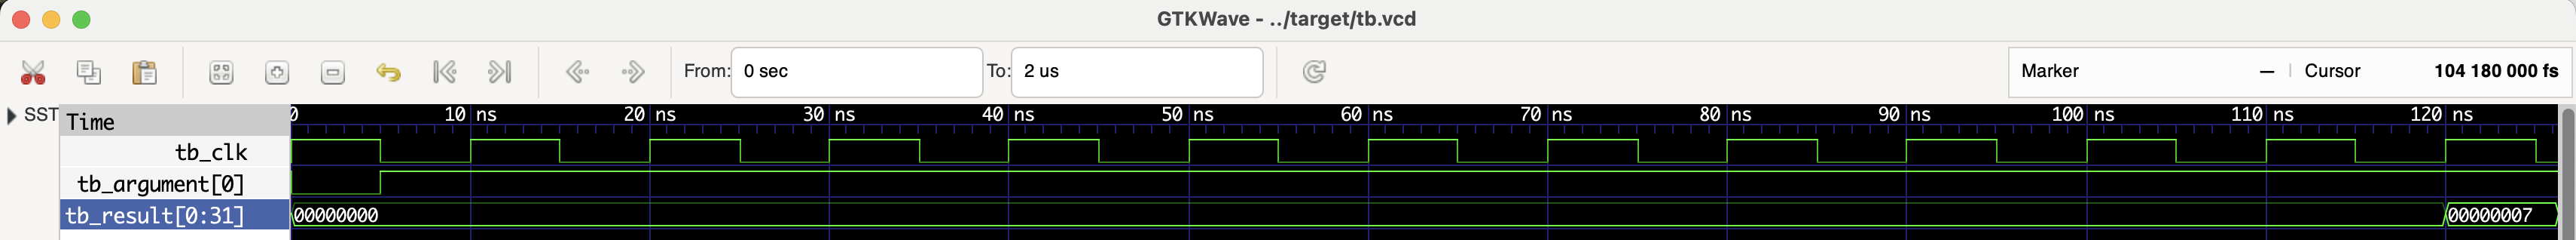 GTKWave - ../target/tb.vcd
From: 0 sec To: 2 us Marker — | Cursor 104 180 000 fs
SST Time 0 10 ns 20 ns 30 ns 40 ns 50 ns 60 ns 70 ns 80 ns 90 ns 100 ns 110 ns 120 ns
tb_clk
tb_argument[0]
tb_result[0:31] 00000000 00000007